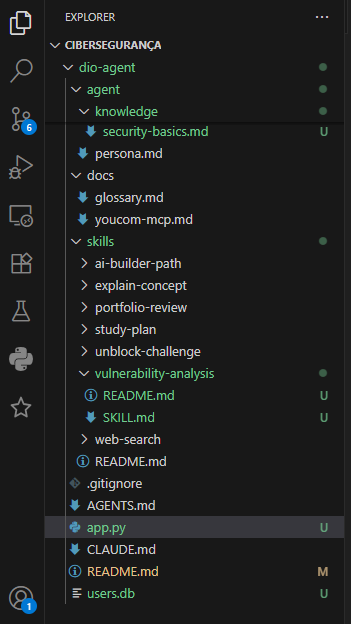 EXPLORER ...
CIBERSEGURANÇA
dio-agent
agent
knowledge
security-basics.md U
persona.md
docs
glossary.md
youcom-mcp.md
skills
ai-builder-path
explain-concept
portfolio-review
study-plan
unblock-challenge
vulnerability-analysis
README.md U
SKILL.md U
web-search
README.md
.gitignore
AGENTS.md
app.py U
CLAUDE.md
README.md M
users.db U
6
1